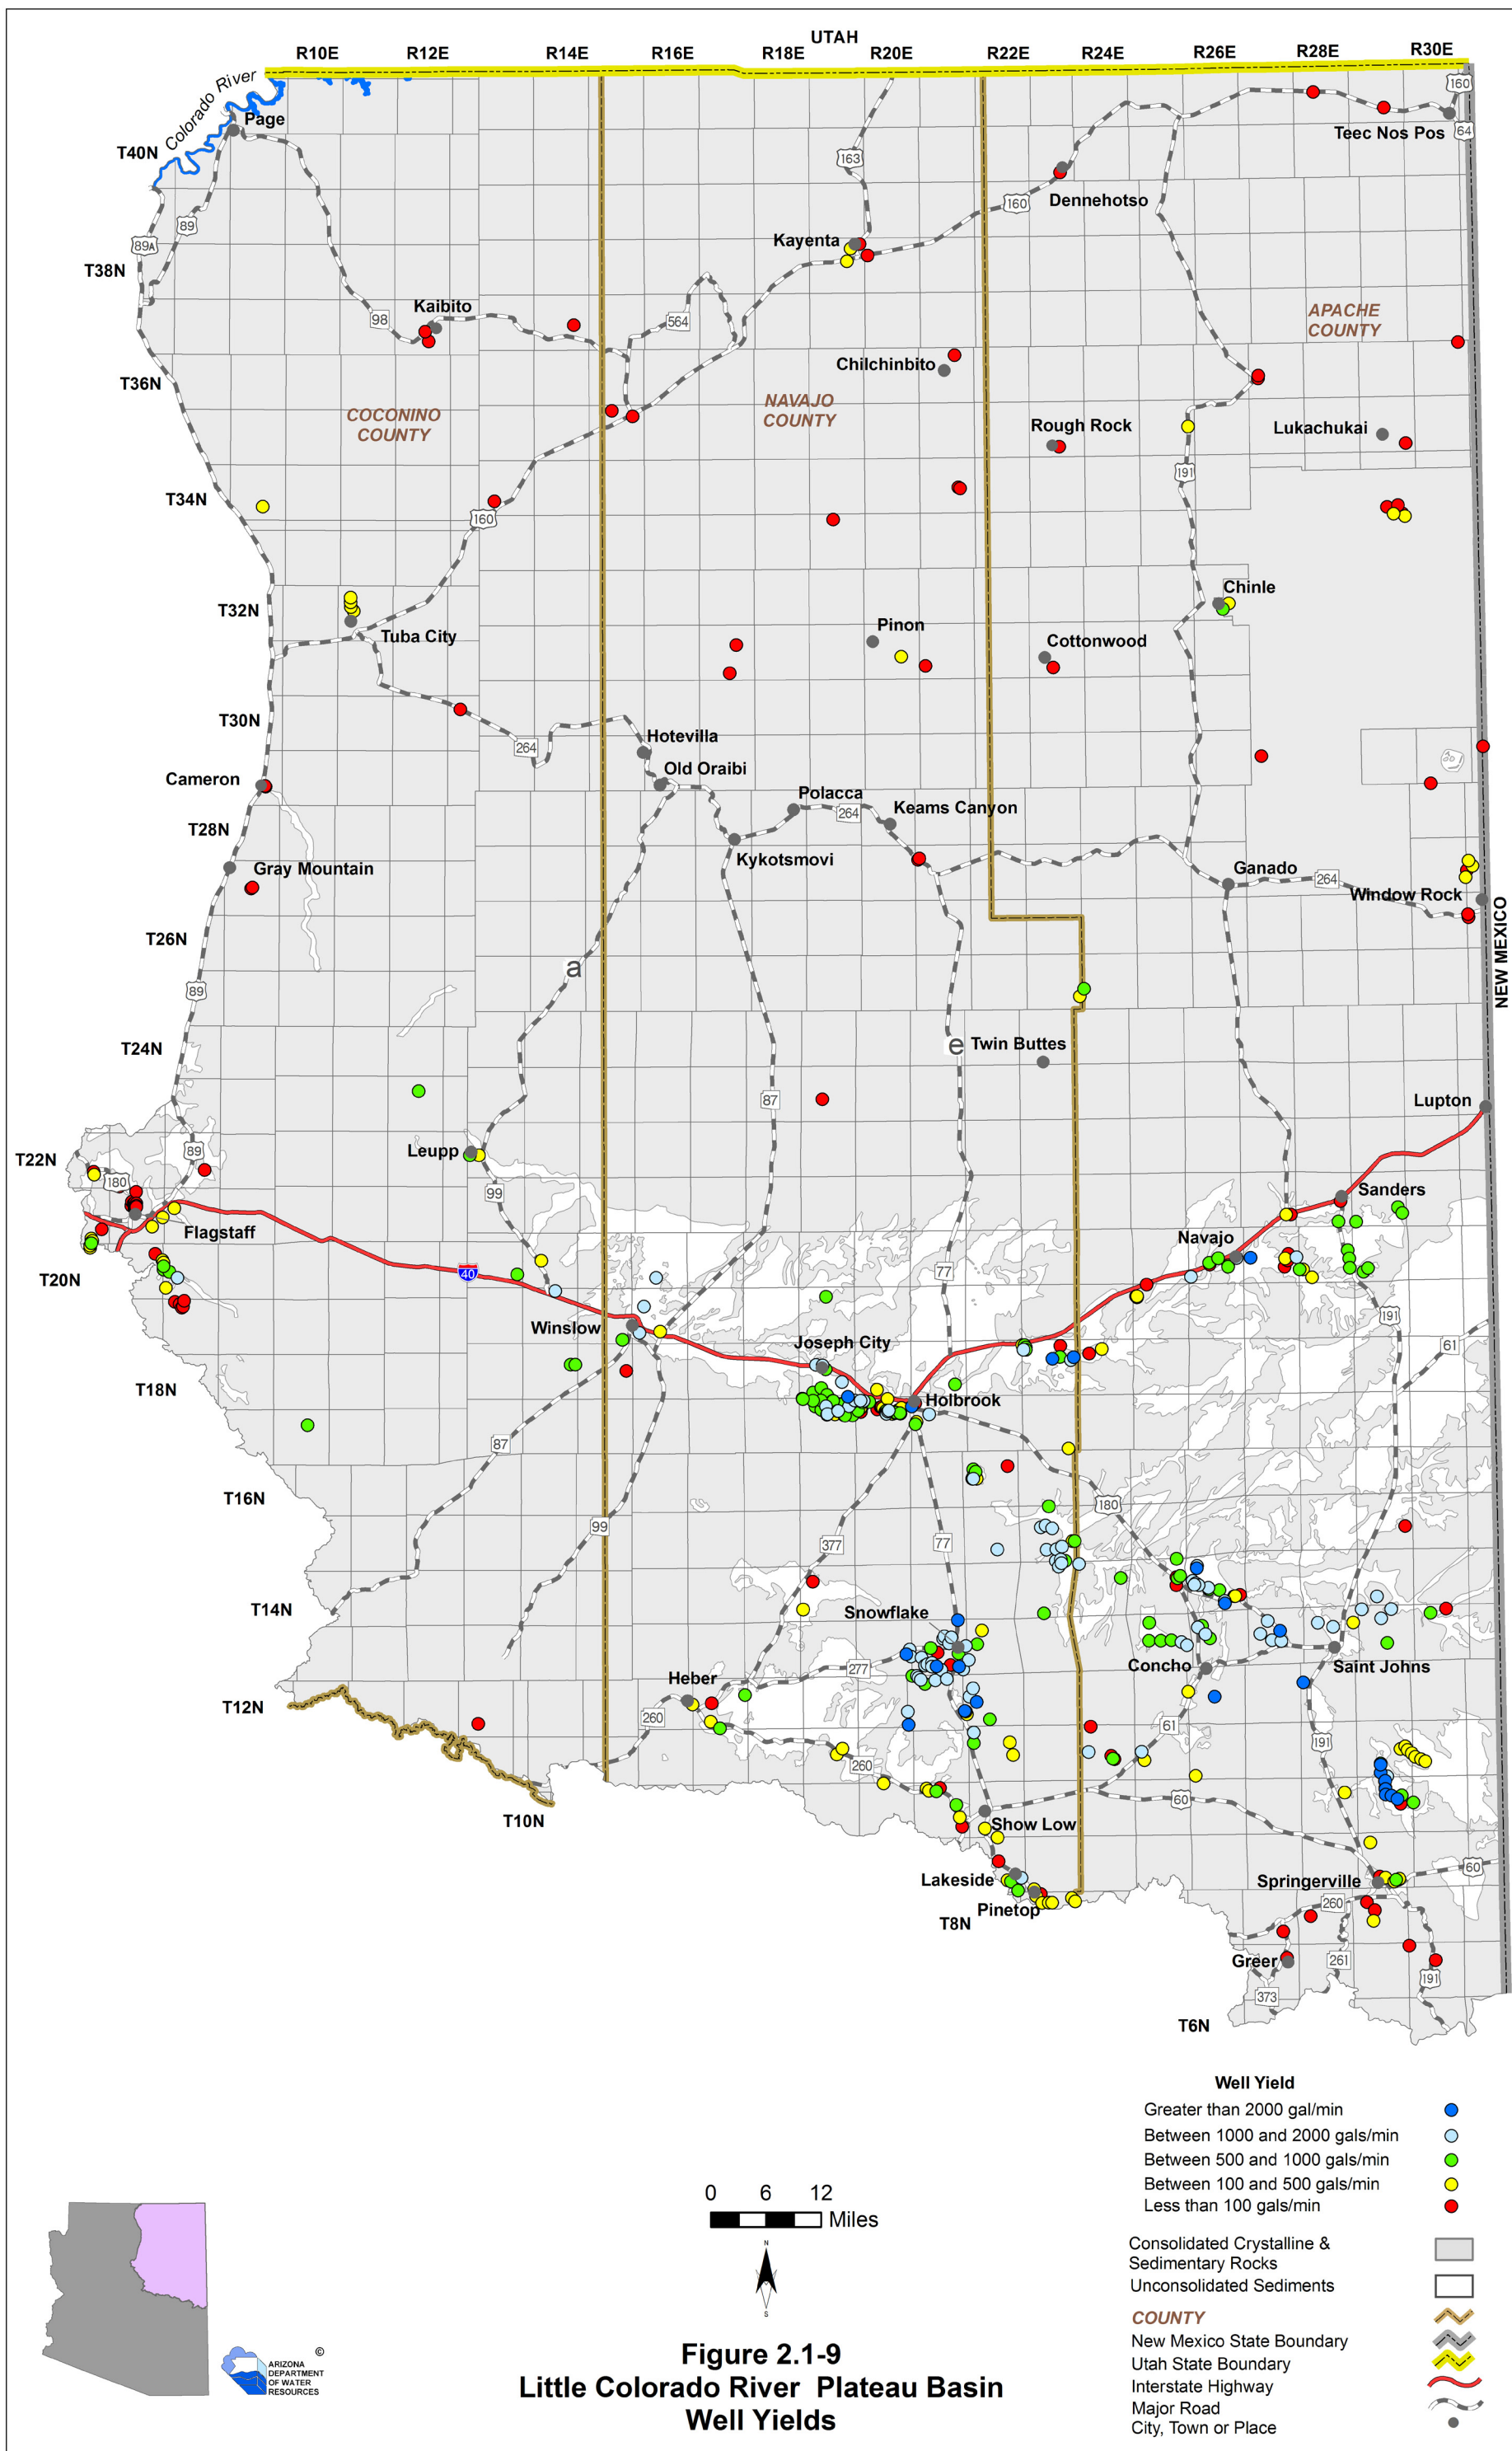 UTAH
R10E R12E R14E R16E R18E R20E R22E R24E R26E R28E R30E
Colorado River
160
Page
Teec Nos Pos
64
T40N
163
Dennehotso
160
89
89A
Kayenta
T38N
Kaibito
98
564
APACHE
COUNTY
Chilchinbito
T36N
COCONINO
COUNTY
NAVAJO
COUNTY
Rough Rock
Lukachukai
191
T34N
160
Chinle
T32N
Tuba City
Pinon
Cottonwood
T30N
264
Hotevilla
Old Oraibi
Cameron
Polacca
264
Keams Canyon
T28N
Kykotsmovi
Gray Mountain
Ganado
264
Window Rock
NEW MEXICO
T26N
a
89
T24N
e
Twin Buttes
87
Lupton
T22N
89
Leupp
180
99
Sanders
Flagstaff
Navajo
T20N
40
77
191
Winslow
Joseph City
61
T18N
Holbrook
87
T16N
180
99
377
77
T14N
Snowflake
277
Concho
Saint Johns
Heber
T12N
260
61
191
260
T10N
60
Show Low
Lakeside
Springerville
60
Pinetop
T8N
260
Greer
261
191
373
T6N
Well Yield
Greater than 2000 gal/min
Between 1000 and 2000 gals/min
Between 500 and 1000 gals/min
Between 100 and 500 gals/min
Less than 100 gals/min
0 6 12
Miles
N
S
Consolidated Crystalline &
Sedimentary Rocks
Unconsolidated Sediments
COUNTY
New Mexico State Boundary
Utah State Boundary
Interstate Highway
Major Road
City, Town or Place
©
ARIZONA
DEPARTMENT
OF WATER
RESOURCES
Figure 2.1-9
Little Colorado River Plateau Basin
Well Yields